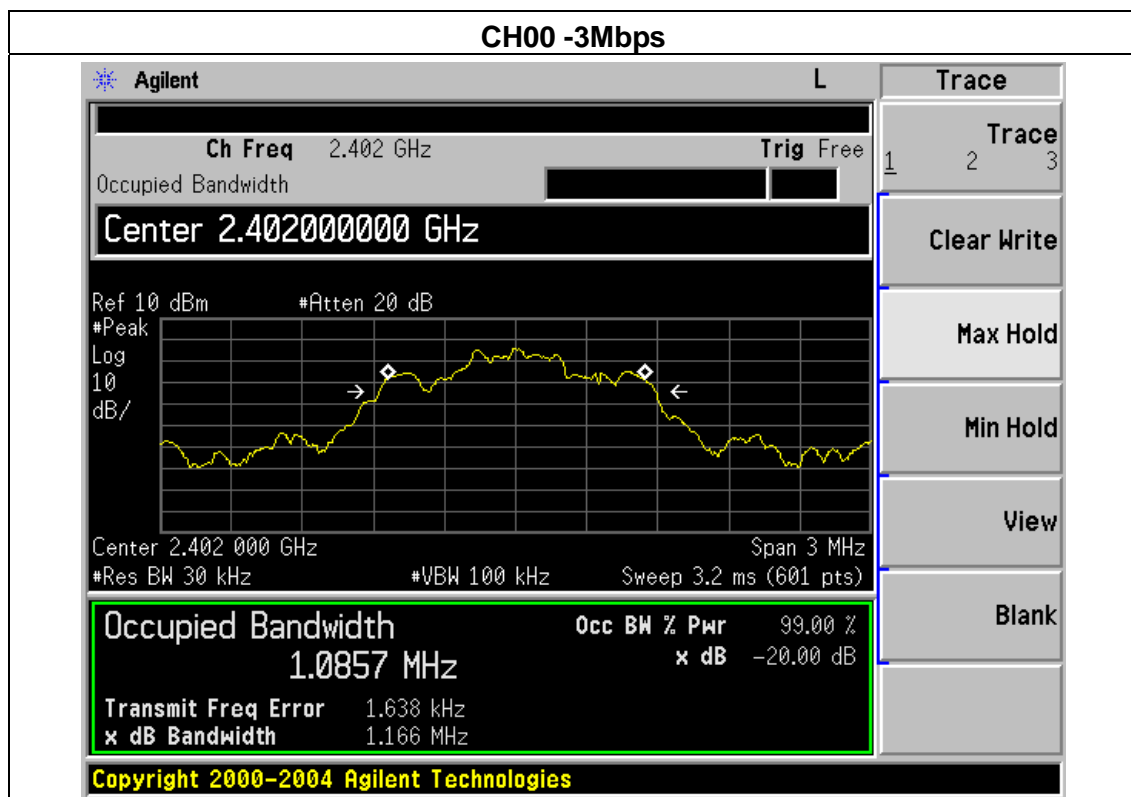 CH00 -3Mbps
Agilent L Trace
Ch Freq 2.402 GHz Trig Free
Occupied Bandwidth
Trace
1 2 3
Center 2.402000000 GHz
Clear Write
Ref 10 dBm #Atten 20 dB
#Peak
Log
10
dB/
Max Hold
Min Hold
View
Center 2.402 000 GHz Span 3 MHz
#Res BW 30 kHz #VBW 100 kHz Sweep 3.2 ms (601 pts)
Occupied Bandwidth Occ BW % Pwr 99.00 %
1.0857 MHz x dB -20.00 dB
Blank
Transmit Freq Error 1.638 kHz
x dB Bandwidth 1.166 MHz
Copyright 2000-2004 Agilent Technologies